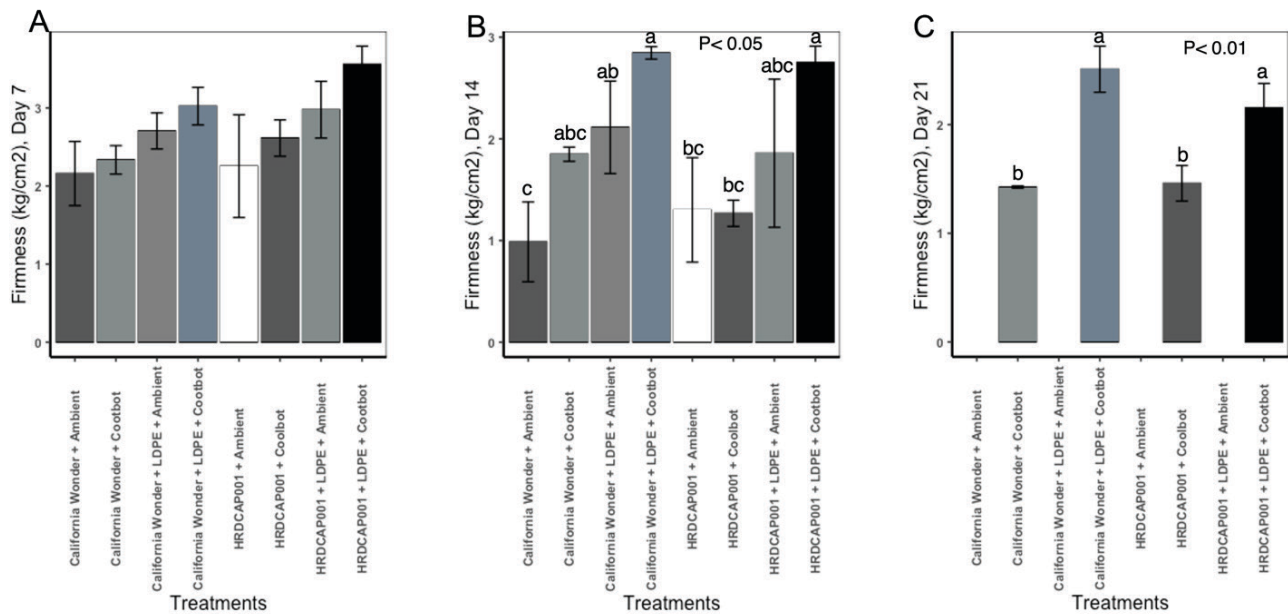 A
Firmness (kg/cm2), Day 7
3
2
1
0
California Wonder + Ambient
California Wonder + Cootbot
California Wonder + LDPE + Ambient
California Wonder + LDPE + Cootbot
HRDCAP001 + Ambient
HRDCAP001 + Coolbot
HRDCAP001 + LDPE + Ambient
HRDCAP001 + LDPE + Cootbot
Treatments
B
Firmness (kg/cm2), Day 14
P< 0.05
3
2
1
0
c
abc
ab
a
bc
bc
abc
a
California Wonder + Ambient
California Wonder + Cootbot
California Wonder + LDPE + Ambient
California Wonder + LDPE + Cootbot
HRDCAP001 + Ambient
HRDCAP001 + Coolbot
HRDCAP001 + LDPE + Ambient
HRDCAP001 + LDPE + Cootbot
Treatments
C
Firmness (kg/cm2), Day 21
P< 0.01
2
1
0
b
a
b
a
California Wonder + Ambient
California Wonder + Cootbot
California Wonder + LDPE + Ambient
California Wonder + LDPE + Cootbot
HRDCAP001 + Ambient
HRDCAP001 + Coolbot
HRDCAP001 + LDPE + Ambient
HRDCAP001 + LDPE + Cootbot
Treatments